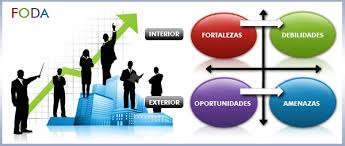 FODA
INTERIOR
FORTALEZAS
DEBILIDADES
EXTERIOR
OPORTUNIDADES
AMENAZAS